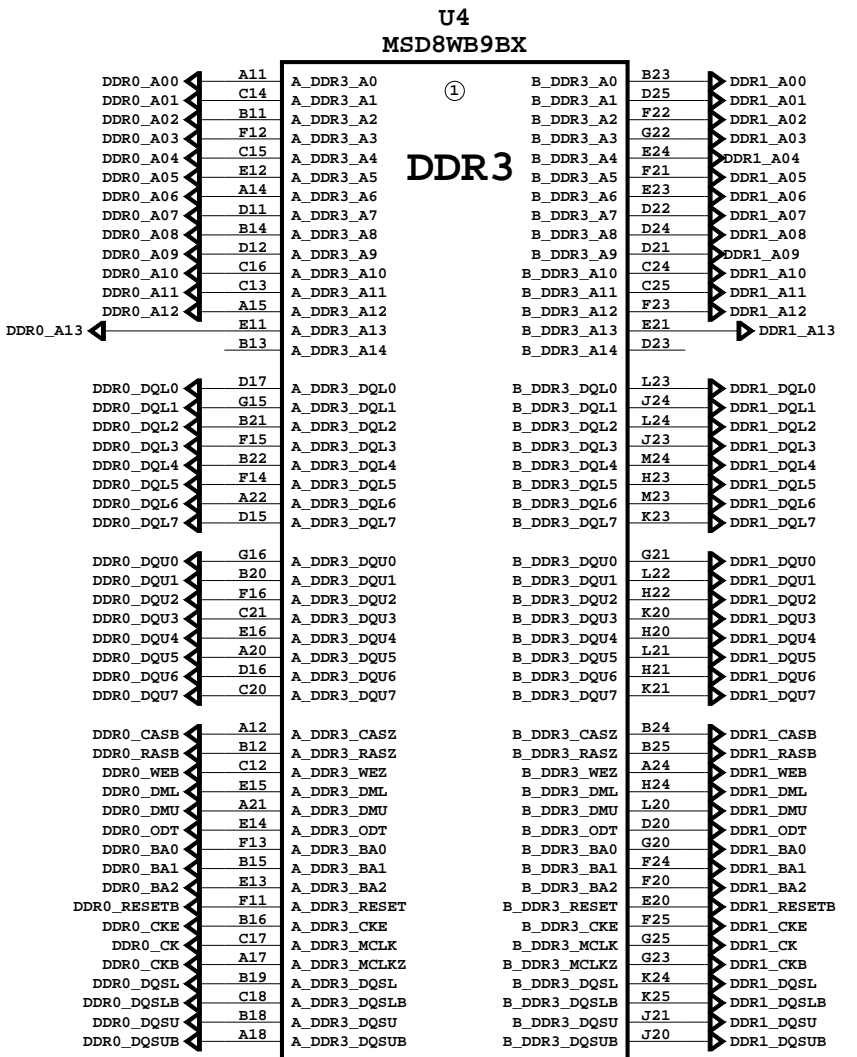 U4
MSD8WB9BX
DDR0_A00 A11 A_DDR3_A0 1 B_DDR3_A0 B23 DDR1_A00
DDR0_A01 C14 A_DDR3_A1 B_DDR3_A1 D25 DDR1_A01
DDR0_A02 B11 A_DDR3_A2 B_DDR3_A2 F22 DDR1_A02
DDR0_A03 F12 A_DDR3_A3 B_DDR3_A3 G22 DDR1_A03
DDR0_A04 C15 A_DDR3_A4 DDR3 B_DDR3_A4 E24 DDR1_A04
DDR0_A05 E12 A_DDR3_A5 B_DDR3_A5 F21 DDR1_A05
DDR0_A06 A14 A_DDR3_A6 B_DDR3_A6 E23 DDR1_A06
DDR0_A07 D11 A_DDR3_A7 B_DDR3_A7 D22 DDR1_A07
DDR0_A08 B14 A_DDR3_A8 B_DDR3_A8 D24 DDR1_A08
DDR0_A09 D12 A_DDR3_A9 B_DDR3_A9 D21 DDR1_A09
DDR0_A10 C16 A_DDR3_A10 B_DDR3_A10 C24 DDR1_A10
DDR0_A11 C13 A_DDR3_A11 B_DDR3_A11 C25 DDR1_A11
DDR0_A12 A15 A_DDR3_A12 B_DDR3_A12 F23 DDR1_A12
DDR0_A13 E11 A_DDR3_A13 B_DDR3_A13 E21 DDR1_A13
B13 A_DDR3_A14 B_DDR3_A14 D23
DDR0_DQL0 D17 A_DDR3_DQL0 B_DDR3_DQL0 L23 DDR1_DQL0
DDR0_DQL1 G15 A_DDR3_DQL1 B_DDR3_DQL1 J24 DDR1_DQL1
DDR0_DQL2 B21 A_DDR3_DQL2 B_DDR3_DQL2 L24 DDR1_DQL2
DDR0_DQL3 F15 A_DDR3_DQL3 B_DDR3_DQL3 J23 DDR1_DQL3
DDR0_DQL4 B22 A_DDR3_DQL4 B_DDR3_DQL4 M24 DDR1_DQL4
DDR0_DQL5 F14 A_DDR3_DQL5 B_DDR3_DQL5 H23 DDR1_DQL5
DDR0_DQL6 A22 A_DDR3_DQL6 B_DDR3_DQL6 M23 DDR1_DQL6
DDR0_DQL7 D15 A_DDR3_DQL7 B_DDR3_DQL7 K23 DDR1_DQL7
DDR0_DQU0 G16 A_DDR3_DQU0 B_DDR3_DQU0 G21 DDR1_DQU0
DDR0_DQU1 B20 A_DDR3_DQU1 B_DDR3_DQU1 L22 DDR1_DQU1
DDR0_DQU2 F16 A_DDR3_DQU2 B_DDR3_DQU2 H22 DDR1_DQU2
DDR0_DQU3 C21 A_DDR3_DQU3 B_DDR3_DQU3 K20 DDR1_DQU3
DDR0_DQU4 E16 A_DDR3_DQU4 B_DDR3_DQU4 H20 DDR1_DQU4
DDR0_DQU5 A20 A_DDR3_DQU5 B_DDR3_DQU5 L21 DDR1_DQU5
DDR0_DQU6 D16 A_DDR3_DQU6 B_DDR3_DQU6 H21 DDR1_DQU6
DDR0_DQU7 C20 A_DDR3_DQU7 B_DDR3_DQU7 K21 DDR1_DQU7
DDR0_CASB A12 A_DDR3_CASZ B_DDR3_CASZ B24 DDR1_CASB
DDR0_RASB B12 A_DDR3_RASZ B_DDR3_RASZ B25 DDR1_RASB
DDR0_WEB C12 A_DDR3_WEZ B_DDR3_WEZ A24 DDR1_WEB
DDR0_DML E15 A_DDR3_DML B_DDR3_DML H24 DDR1_DML
DDR0_DMU A21 A_DDR3_DMU B_DDR3_DMU L20 DDR1_DMU
DDR0_ODT E14 A_DDR3_ODT B_DDR3_ODT D20 DDR1_ODT
DDR0_BA0 F13 A_DDR3_BA0 B_DDR3_BA0 G20 DDR1_BA0
DDR0_BA1 B15 A_DDR3_BA1 B_DDR3_BA1 F24 DDR1_BA1
DDR0_BA2 E13 A_DDR3_BA2 B_DDR3_BA2 F20 DDR1_BA2
DDR0_RESETB F11 A_DDR3_RESET B_DDR3_RESET E20 DDR1_RESETB
DDR0_CKE B16 A_DDR3_CKE B_DDR3_CKE F25 DDR1_CKE
DDR0_CK C17 A_DDR3_MCLK B_DDR3_MCLK G25 DDR1_CK
DDR0_CKB A17 A_DDR3_MCLKZ B_DDR3_MCLKZ G23 DDR1_CKB
DDR0_DQSL B19 A_DDR3_DQSL B_DDR3_DQSL K24 DDR1_DQSL
DDR0_DQSLB C18 A_DDR3_DQSLB B_DDR3_DQSLB K25 DDR1_DQSLB
DDR0_DQSU B18 A_DDR3_DQSU B_DDR3_DQSU J21 DDR1_DQSU
DDR0_DQSUB A18 A_DDR3_DQSUB B_DDR3_DQSUB J20 DDR1_DQSUB